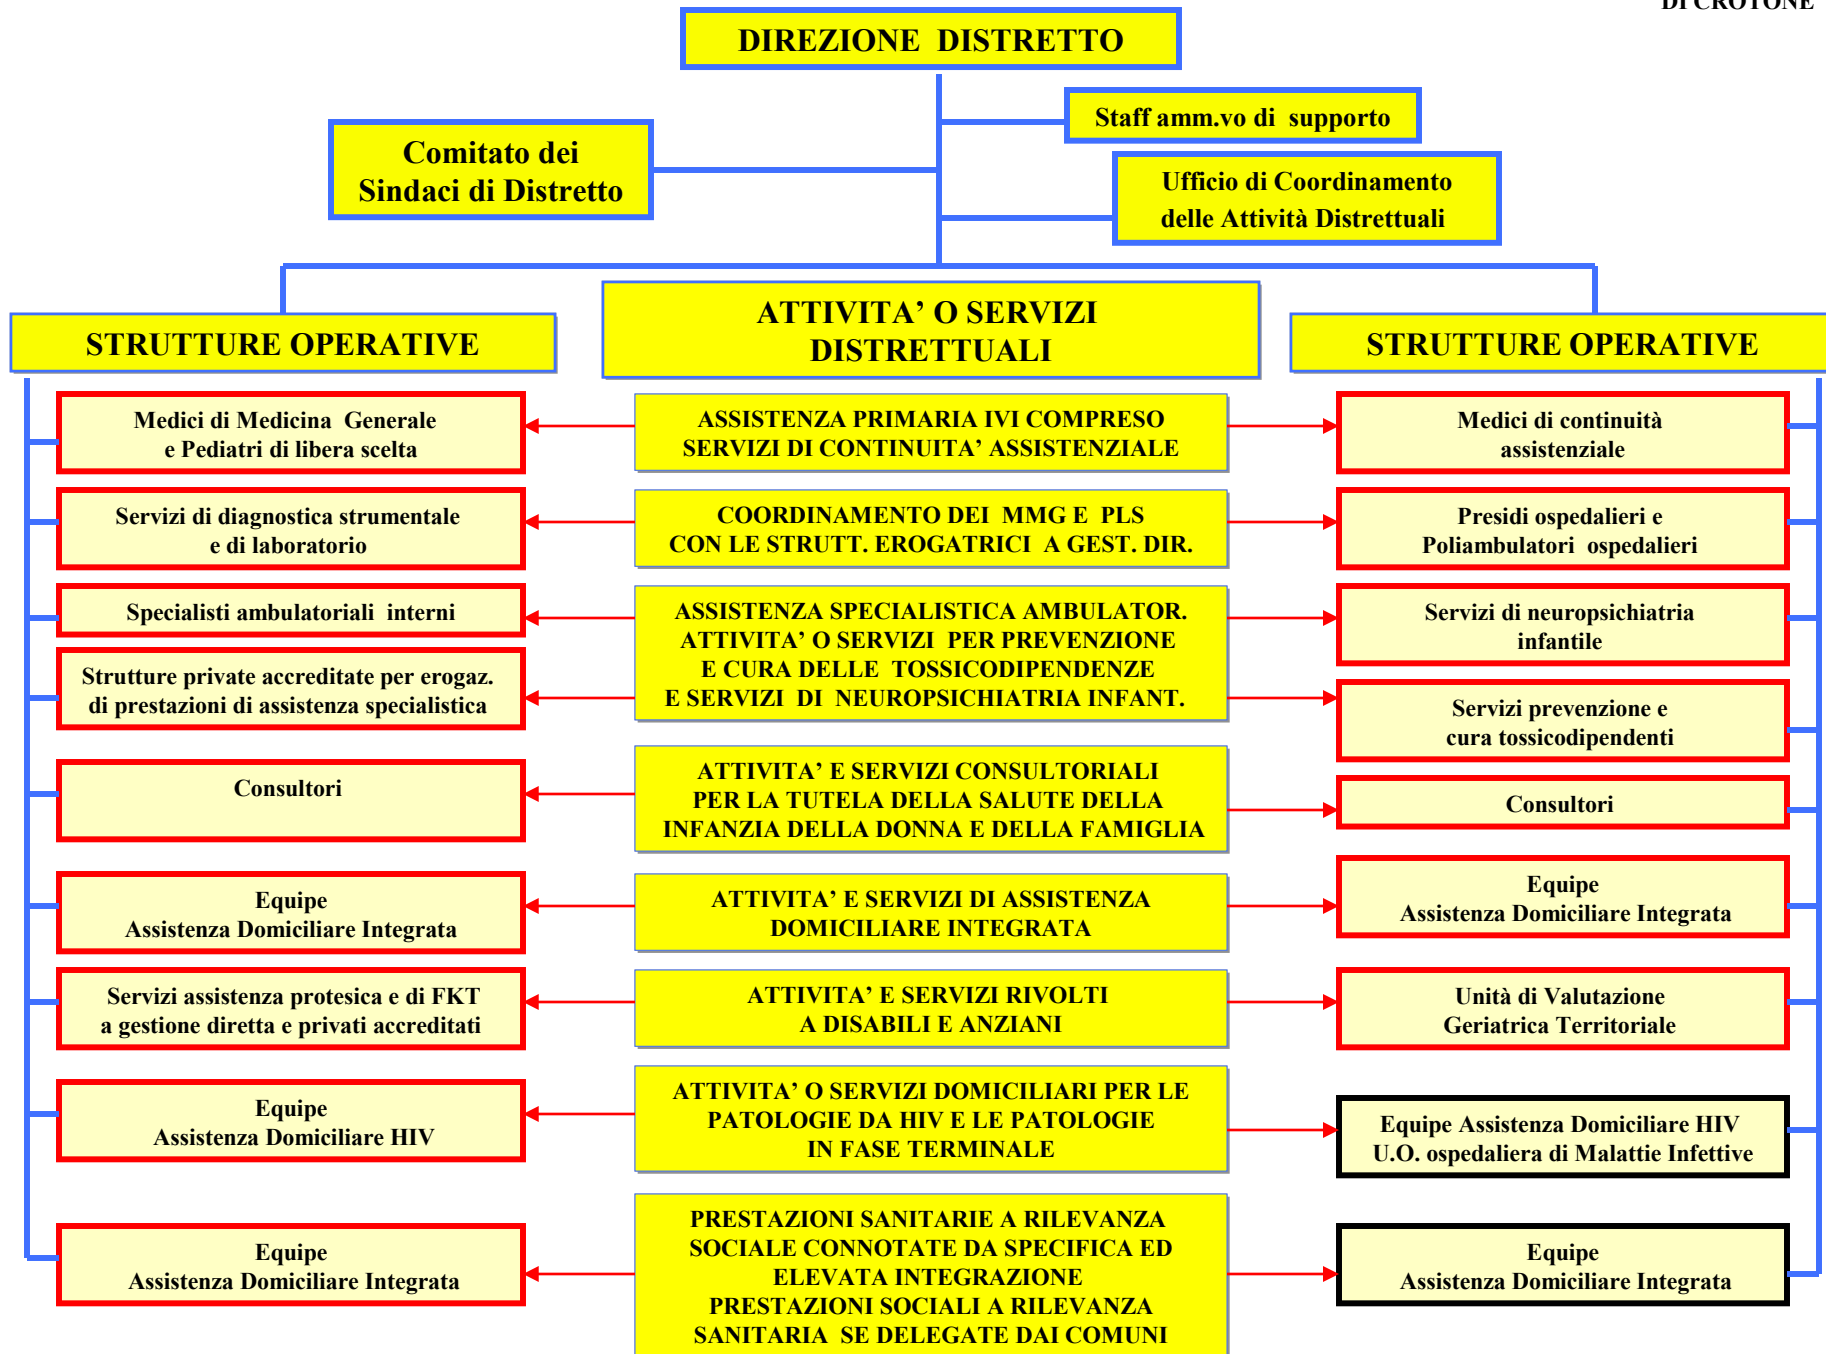 DI CROTONE
DIREZIONE DISTRETTO
Staff amm.vo di supporto
Comitato dei
Sindaci di Distretto
Ufficio di Coordinamento
delle Attività Distrettuali
STRUTTURE OPERATIVE
ATTIVITA’ O SERVIZI
DISTRETTUALI
STRUTTURE OPERATIVE
Medici di Medicina Generale
e Pediatri di libera scelta
ASSISTENZA PRIMARIA IVI COMPRESO
SERVIZI DI CONTINUITA’ ASSISTENZIALE
Medici di continuità
assistenziale
Servizi di diagnostica strumentale
e di laboratorio
COORDINAMENTO DEI MMG E PLS
CON LE STRUTT. EROGATRICI A GEST. DIR.
Presidi ospedalieri e
Poliambulatori ospedalieri
Specialisti ambulatoriali interni
Strutture private accreditate per erogaz.
di prestazioni di assistenza specialistica
ASSISTENZA SPECIALISTICA AMBULATOR.
ATTIVITA’ O SERVIZI PER PREVENZIONE
E CURA DELLE TOSSICODIPENDENZE
E SERVIZI DI NEUROPSICHIATRIA INFANT.
Servizi di neuropsichiatria
infantile
Servizi prevenzione e
cura tossicodipendenti
Consultori
ATTIVITA’ E SERVIZI CONSULTORIALI
PER LA TUTELA DELLA SALUTE DELLA
INFANZIA DELLA DONNA E DELLA FAMIGLIA
Consultori
Equipe
Assistenza Domiciliare Integrata
ATTIVITA’ E SERVIZI DI ASSISTENZA
DOMICILIARE INTEGRATA
Equipe
Assistenza Domiciliare Integrata
Servizi assistenza protesica e di FKT
a gestione diretta e privati accreditati
ATTIVITA’ E SERVIZI RIVOLTI
A DISABILI E ANZIANI
Unità di Valutazione
Geriatrica Territoriale
Equipe
Assistenza Domiciliare HIV
ATTIVITA’ O SERVIZI DOMICILIARI PER LE
PATOLOGIE DA HIV E LE PATOLOGIE
IN FASE TERMINALE
Equipe Assistenza Domiciliare HIV
U.O. ospedaliera di Malattie Infettive
Equipe
Assistenza Domiciliare Integrata
PRESTAZIONI SANITARIE A RILEVANZA
SOCIALE CONNOTATE DA SPECIFICA ED
ELEVATA INTEGRAZIONE
PRESTAZIONI SOCIALI A RILEVANZA
SANITARIA SE DELEGATE DAI COMUNI
Equipe
Assistenza Domiciliare Integrata